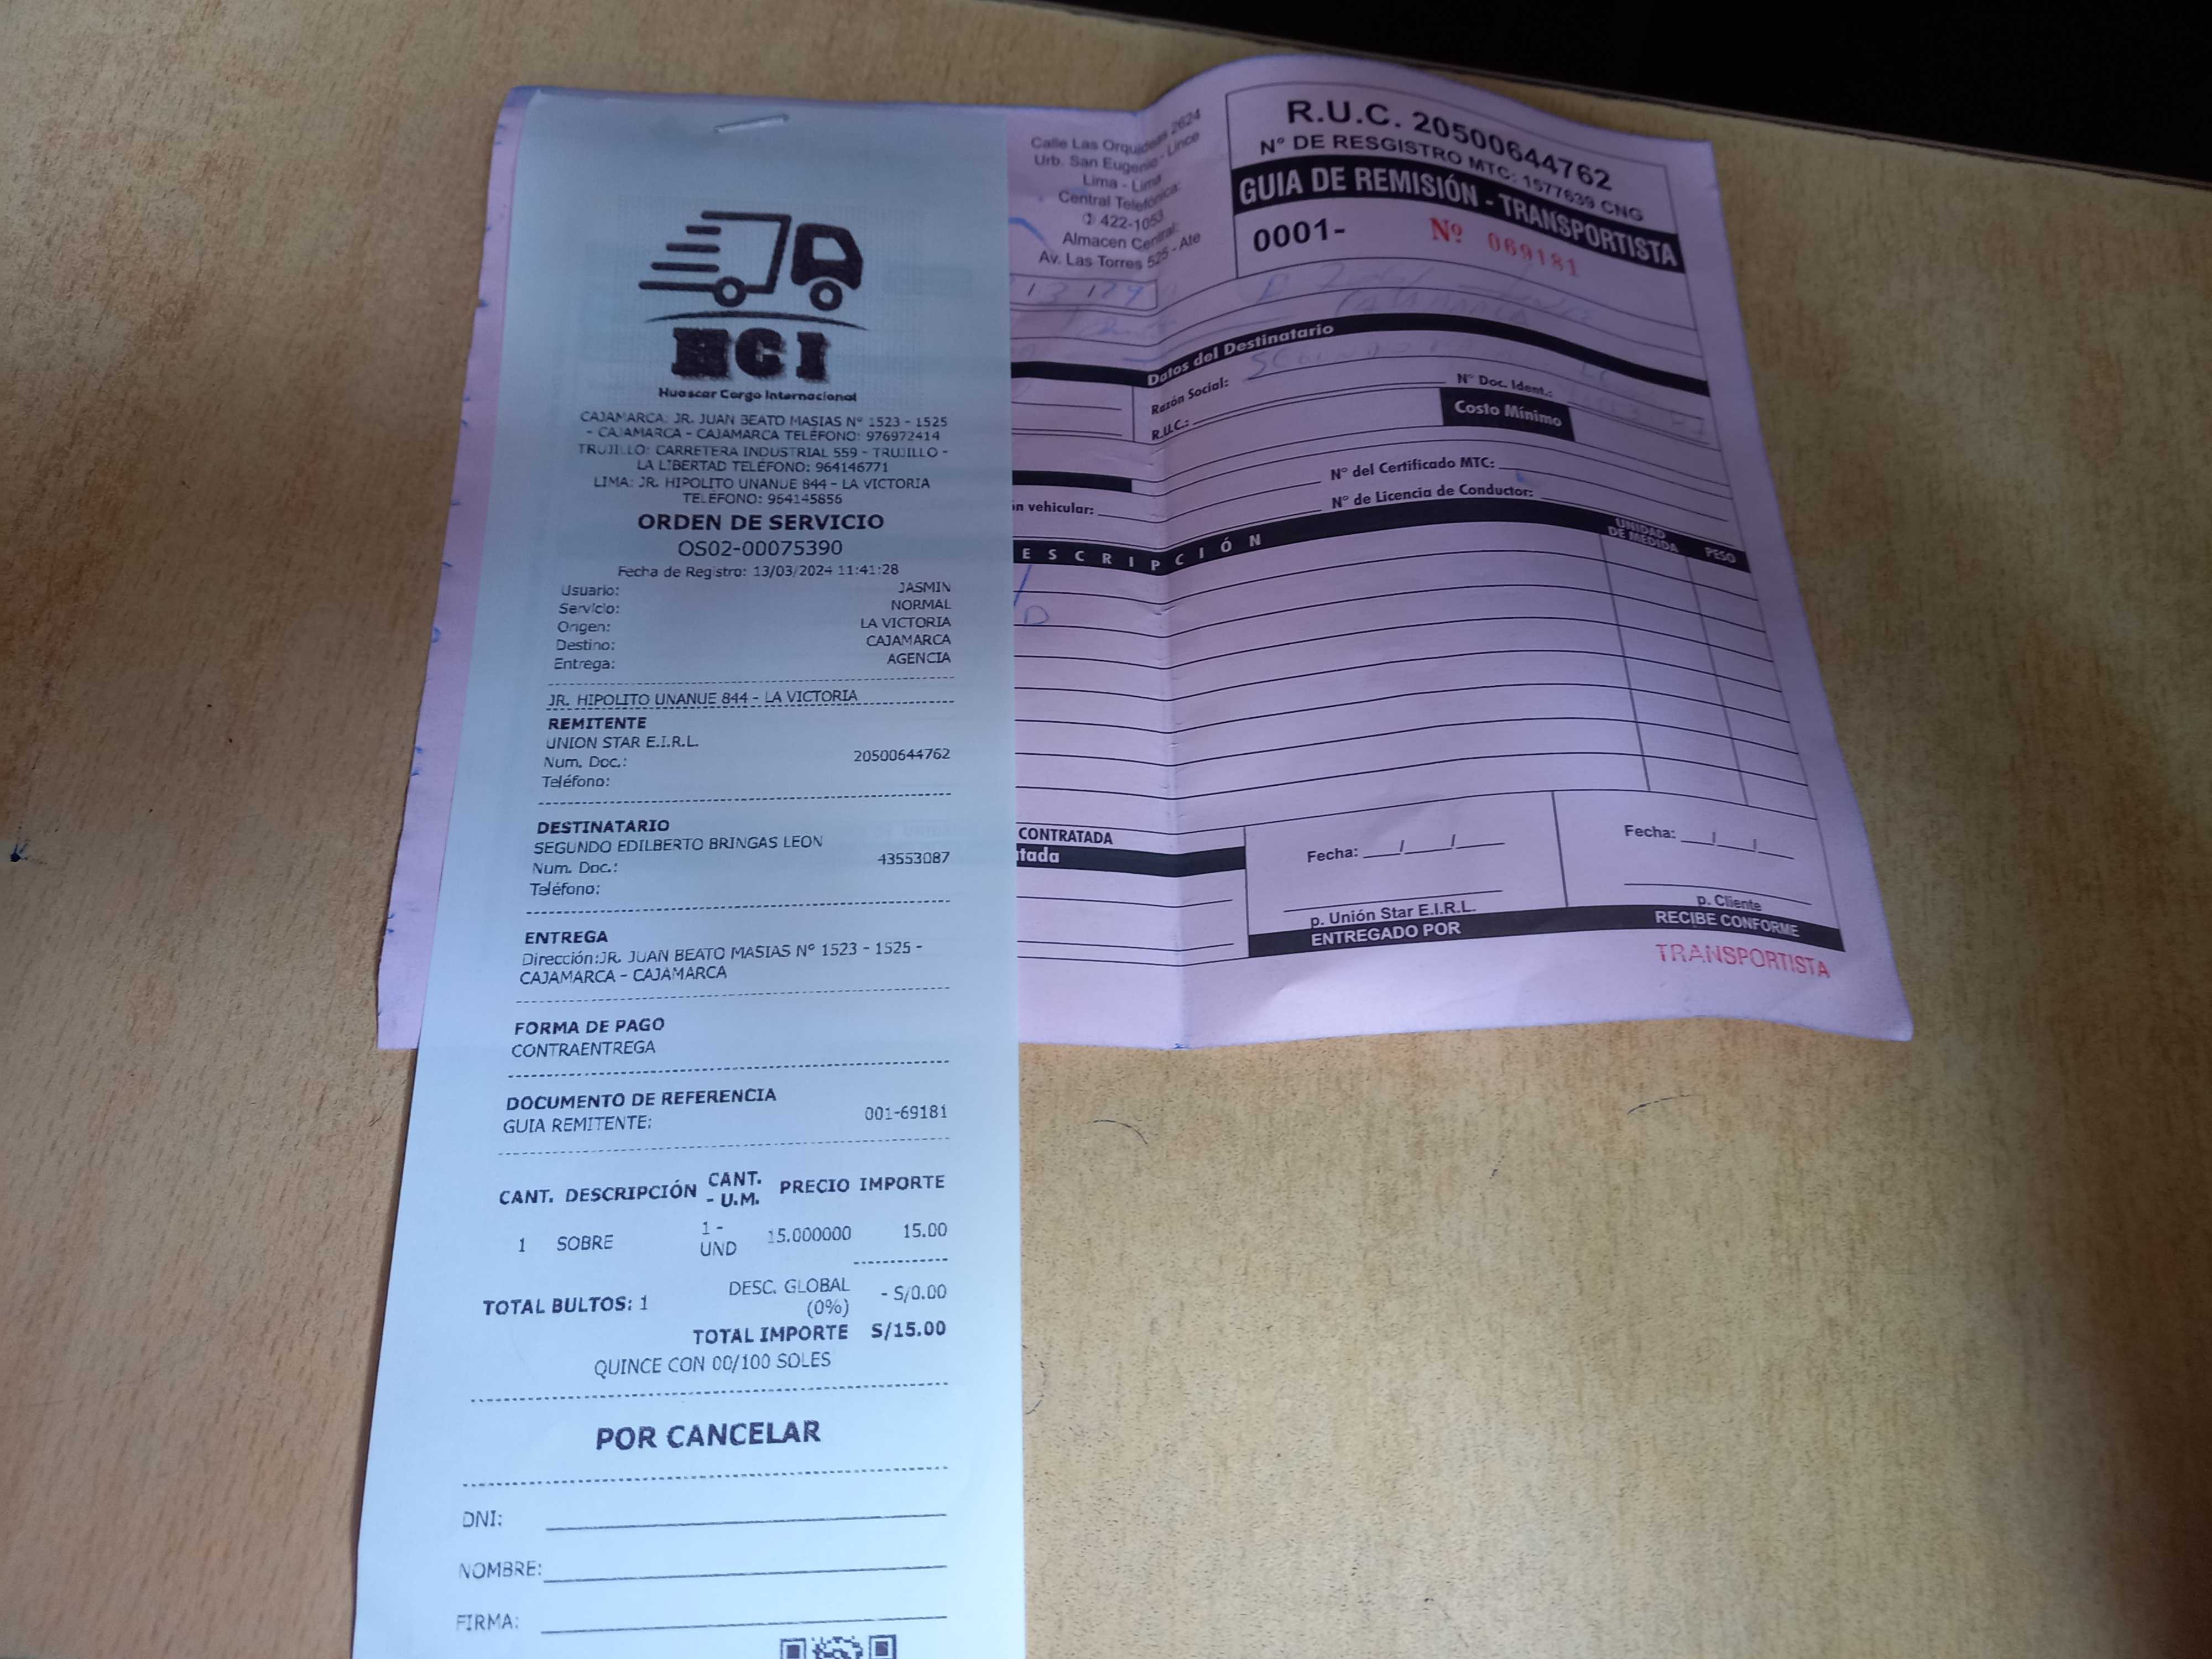 HCI
Huascar Cargo Internacional
CAJAMARCA: JR. JUAN BEATO MASIAS Nº 1523 - 1525
- CAJAMARCA - CAJAMARCA TELÉFONO: 976972414
TRUJILLO: CARRETERA INDUSTRIAL 559 - TRUJILLO -
LA LIBERTAD TELÉFONO: 964146771
LIMA: JR. HIPOLITO UNANUE 844 - LA VICTORIA
TELÉFONO: 964145856
ORDEN DE SERVICIO
OS02-00075390
Fecha de Registro: 13/03/2024 11:41:28
Usuario: JASMIN
Servicio: NORMAL
Origen: LA VICTORIA
Destino: CAJAMARCA
Entrega: AGENCIA
JR. HIPOLITO UNANUE 844 - LA VICTORIA
REMITENTE
UNION STAR E.I.R.L.
Num. Doc.: 20500644762
Teléfono:
DESTINATARIO
SEGUNDO EDILBERTO BRINGAS LEON
Num. Doc.: 43553087
Teléfono:
ENTREGA
Dirección:JR. JUAN BEATO MASIAS Nº 1523 - 1525 -
CAJAMARCA - CAJAMARCA
FORMA DE PAGO
CONTRAENTREGA
DOCUMENTO DE REFERENCIA
GUIA REMITENTE: 001-69181
CANT. DESCRIPCIÓN CANT. - U.M. PRECIO IMPORTE
1 SOBRE 1 - UND 15.000000 15.00
TOTAL BULTOS: 1
DESC. GLOBAL (0%) - S/0.00
TOTAL IMPORTE S/15.00
QUINCE CON 00/100 SOLES
POR CANCELAR
DNI:
NOMBRE:
FIRMA:
Calle Las Orquideas 2624
Urb. San Eugenio - Lince
Lima - Lima
Central Telefónica:
422-1053
Almacen Central:
Av. Las Torres 525 - Ate
R.U.C. 20500644762
Nº DE RESGISTRO MTC: 1577639 CNG
GUIA DE REMISIÓN - TRANSPORTISTA
0001- Nº 069181
Datos del Destinatario
Razón Social:
R.U.C.: Nº Doc. Ident.:
Costo Mínimo
Nº del Certificado MTC:
ón vehicular: Nº de Licencia de Conductor:
ESCRIPCIÓN UNIDAD DE MEDIDA PESO
CONTRATADA
tada
Fecha: / /
p. Unión Star E.I.R.L.
ENTREGADO POR
Fecha: / /
p. Cliente
RECIBE CONFORME
TRANSPORTISTA